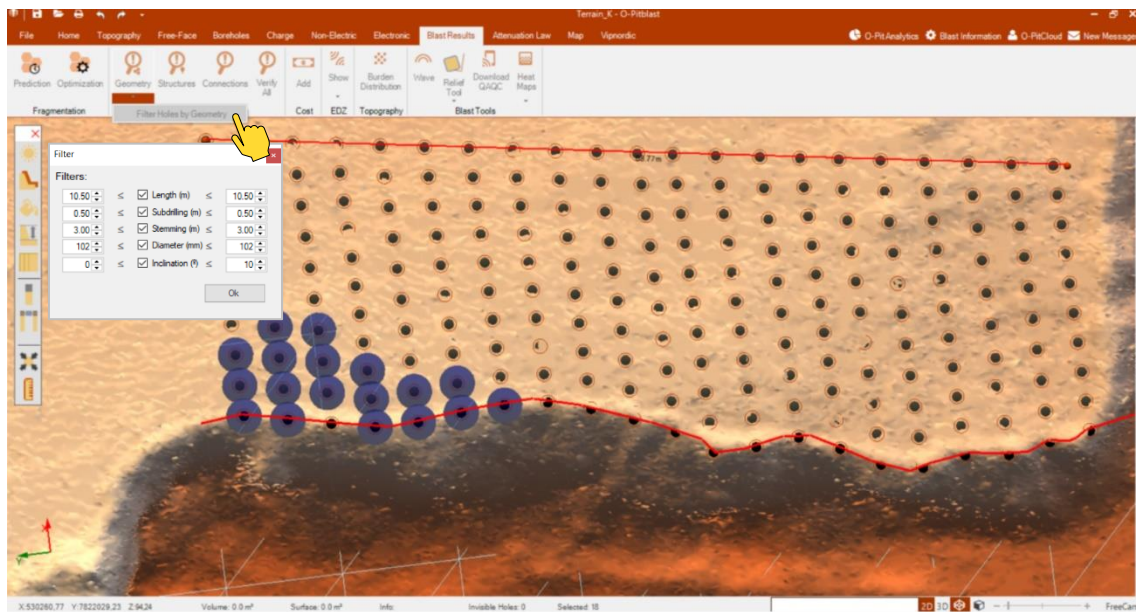 Terrain_K - O-Pitblast
File Home Topography Free-Face Boreholes Charge Non-Electric Electronic Blast Results Attenuation Law Map Vipnordic O-PitAnalytics Blast Information O-PitCloud New Message
Prediction Optimization Geometry Structures Connections Verify All Add Show Burden Distribution Wave Relief Tool Download QAQC Heat Maps
Fragmentation Filter Holes by Geometry Cost EDZ Topography Blast Tools
Filter
Filters:
10.50 ≤ Length (m) ≤ 10.50
0.50 ≤ Subdrilling (m) ≤ 0.50
3.00 ≤ Stemming (m) ≤ 3.00
102 ≤ Diameter (mm) ≤ 102
0 ≤ Inclination (º) ≤ 10
Ok
X:530260,77 Y:7822029,23 Z:94,24 Volume: 0.0 m³ Surface: 0.0 m² Info: Invisible Holes: 0 Selected: 18 2D 3D FreeCam